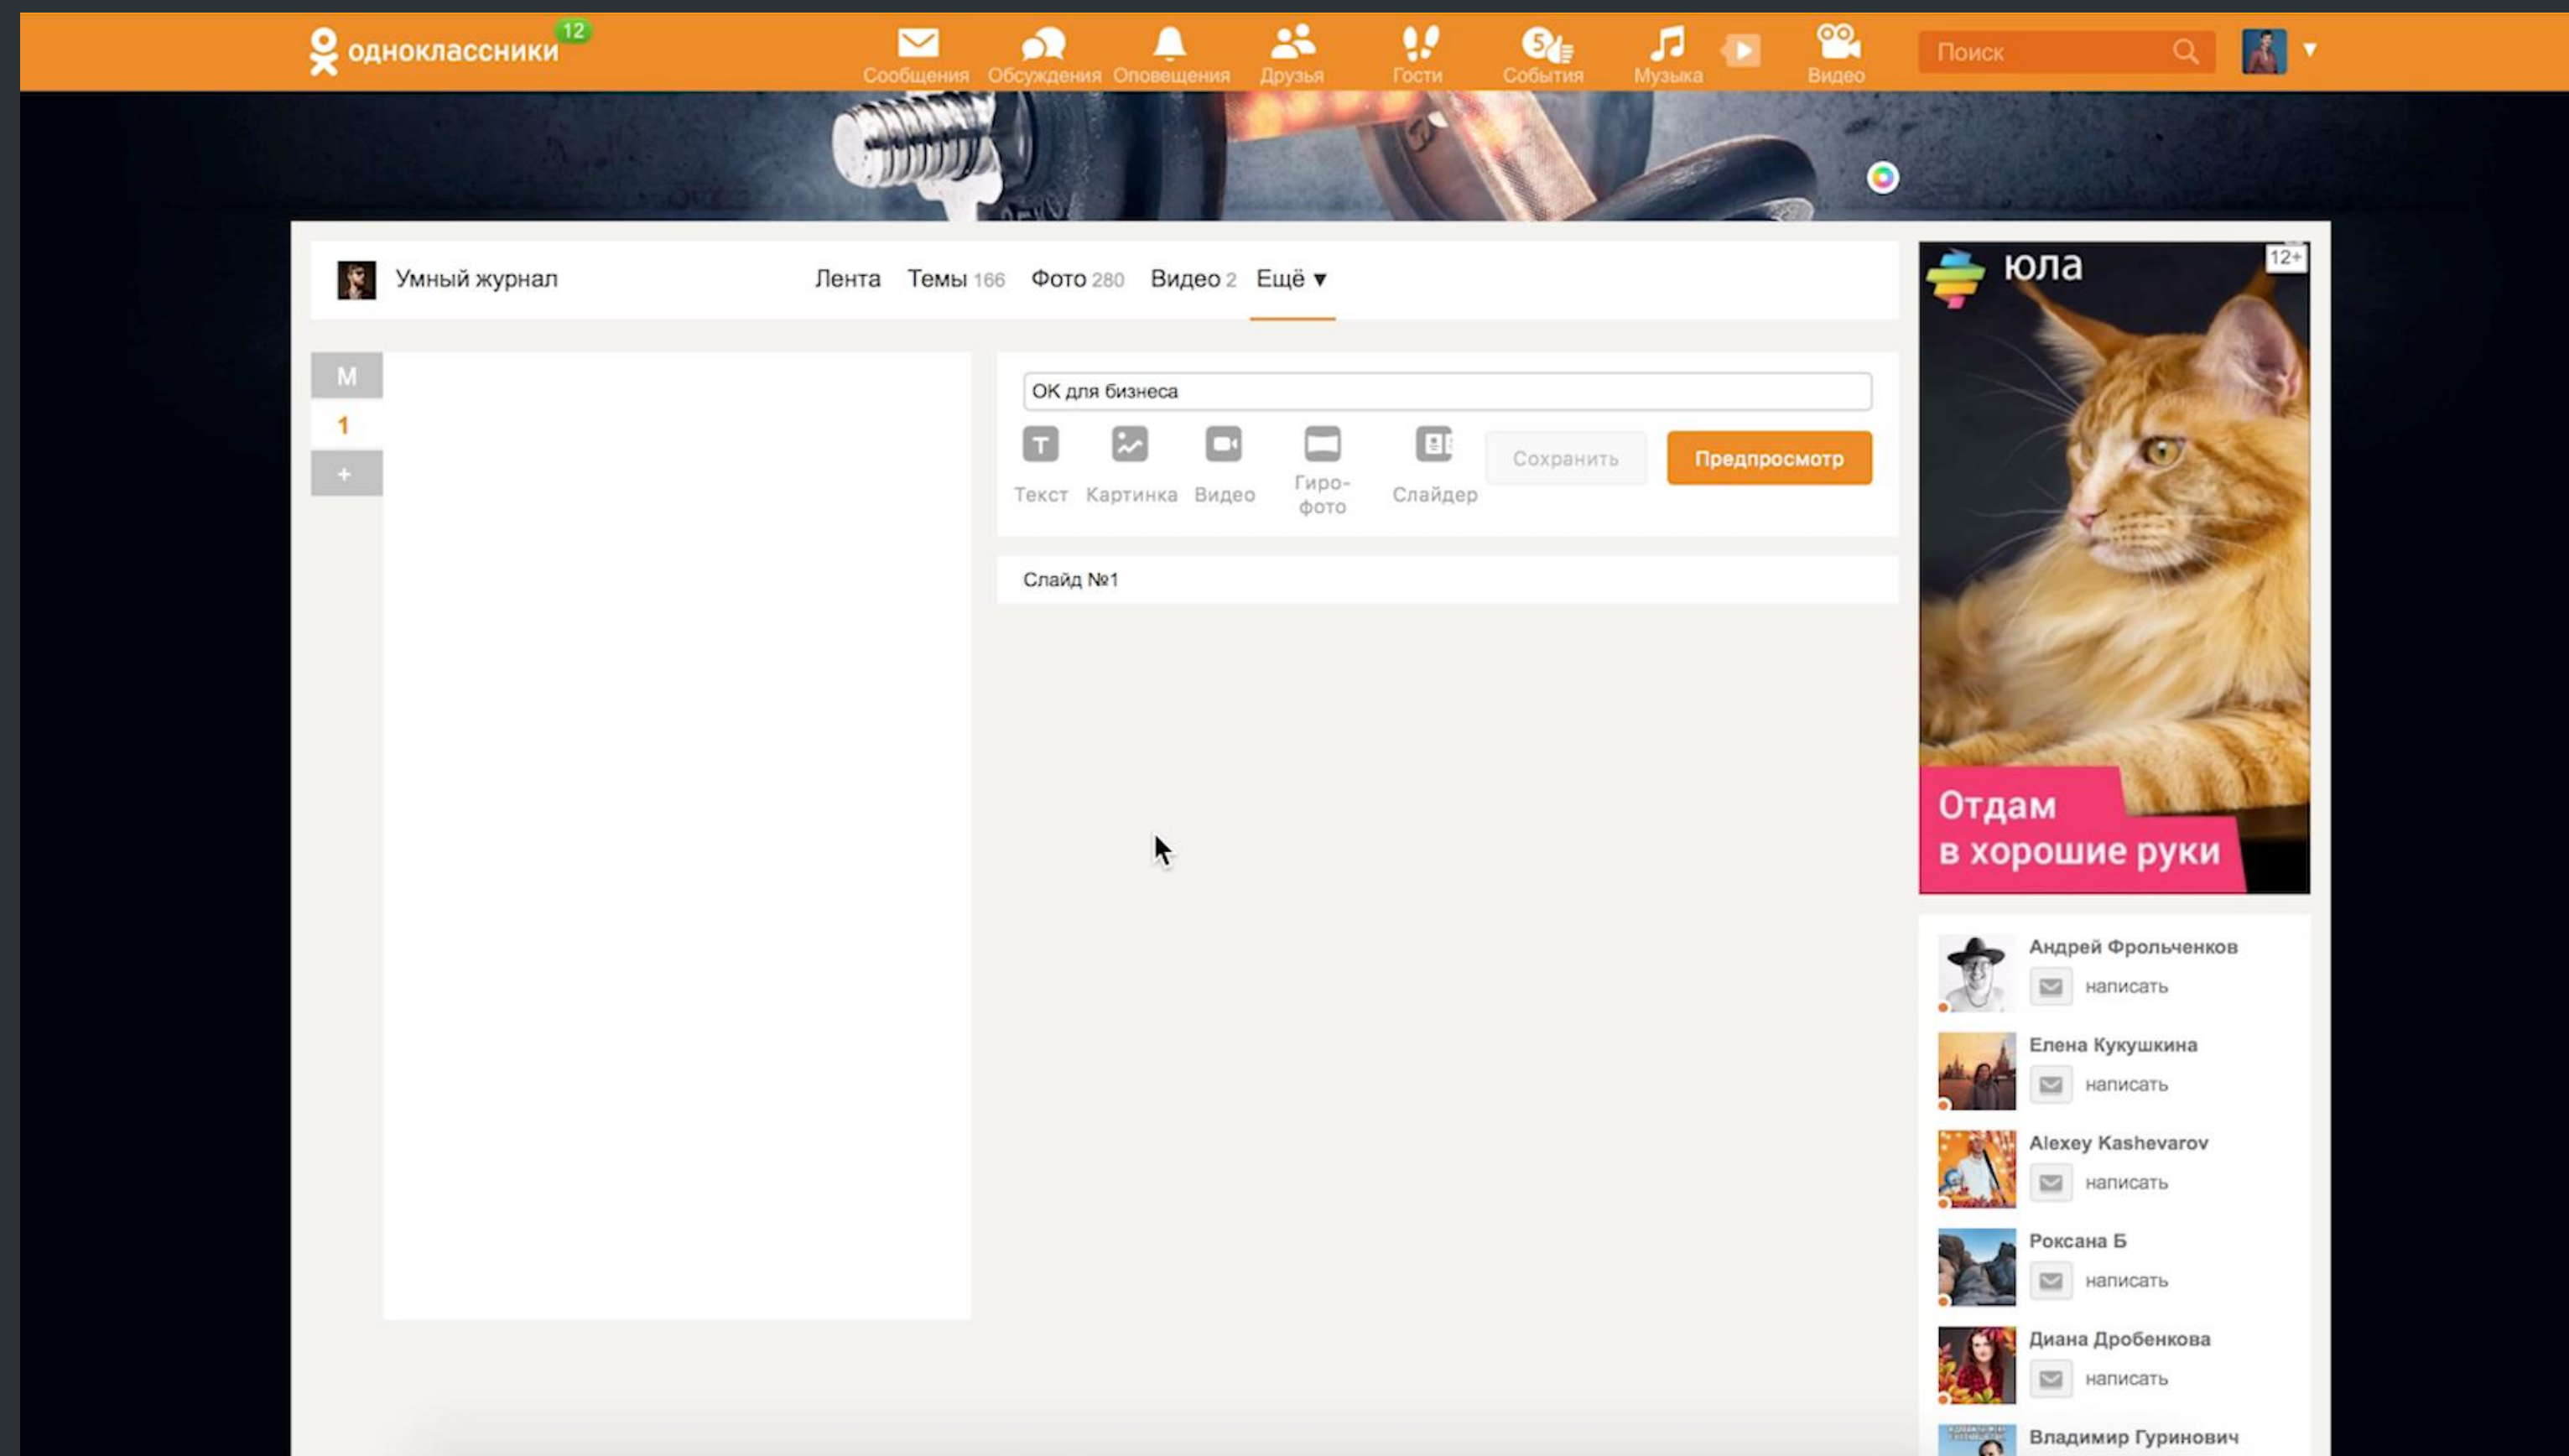 одноклассники 12
Сообщения Обсуждения Оповещения Друзья Гости 5 События Музыка Видео
Поиск
Умный журнал
Лента Темы 166 Фото 280 Видео 2 Ещё ▼
М
1
+
ОК для бизнеса
Т
Текст Картинка Видео Гиро-
фото
Слайдер
Сохранить
Предпросмотр
Слайд №1
юла
12+
Отдам
в хорошие руки
Андрей Фрольченков
написать
Елена Кукушкина
написать
Alexey Kashevarov
написать
Роксана Б
написать
Диана Дробенкова
написать
Владимир Гуринович